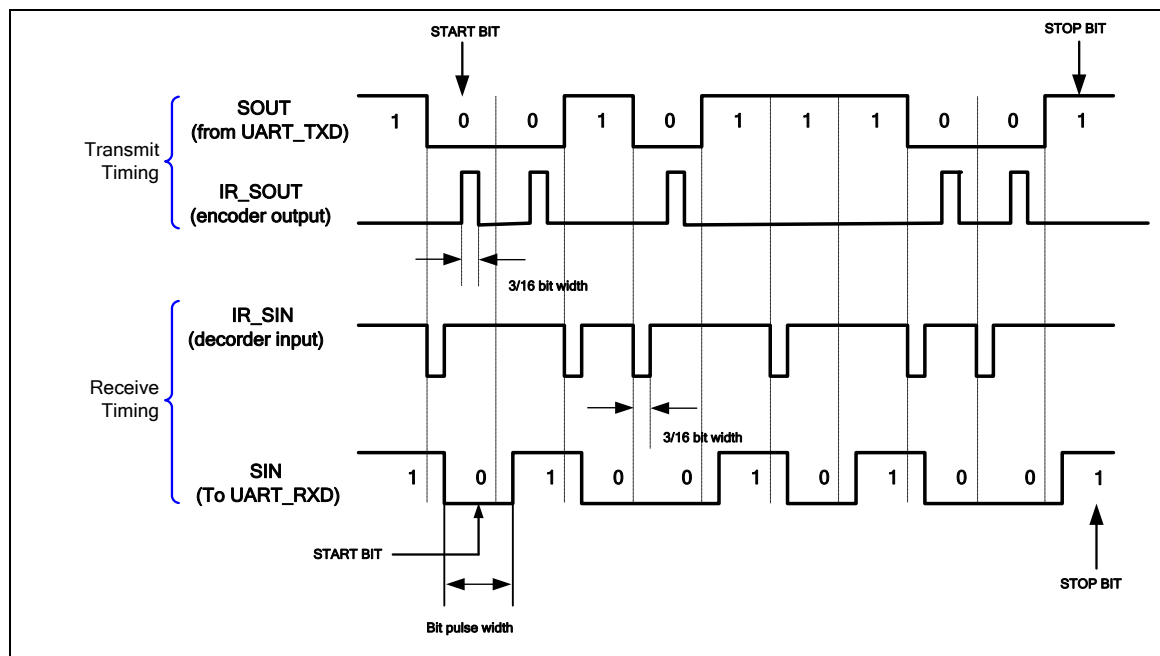 START BIT
STOP BIT
SOUT
(from UART_TXD)
1 0 0 1 0 1 1 1 0 0 1
Transmit
Timing
IR_SOUT
(encoder output)
3/16 bit width
IR_SIN
(decorder input)
Receive
Timing
3/16 bit width
SIN
(To UART_RXD)
1 0 1 0 0 1 0 1 0 0 1
START BIT
STOP BIT
Bit pulse width